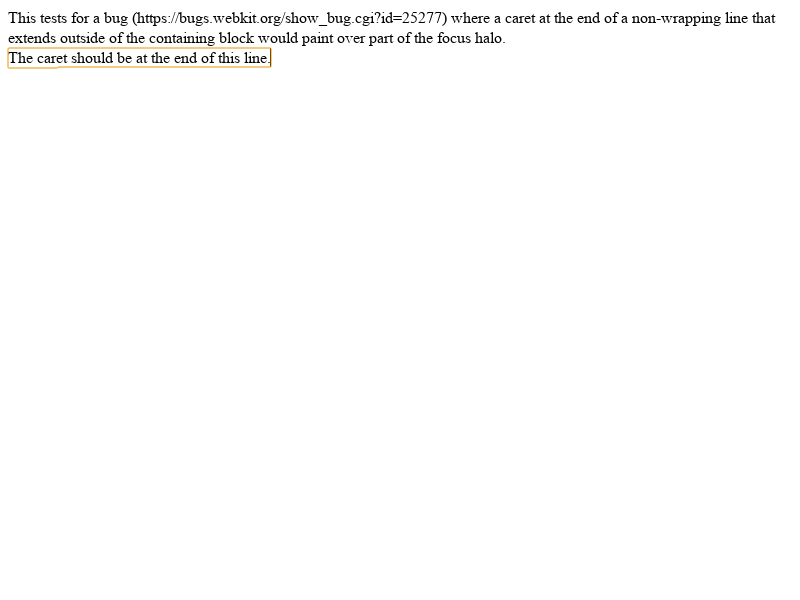 This tests for a bug (https://bugs.webkit.org/show_bug.cgi?id=25277) where a caret at the end of a non-wrapping line that
extends outside of the containing block would paint over part of the focus halo.
The caret should be at the end of this line.